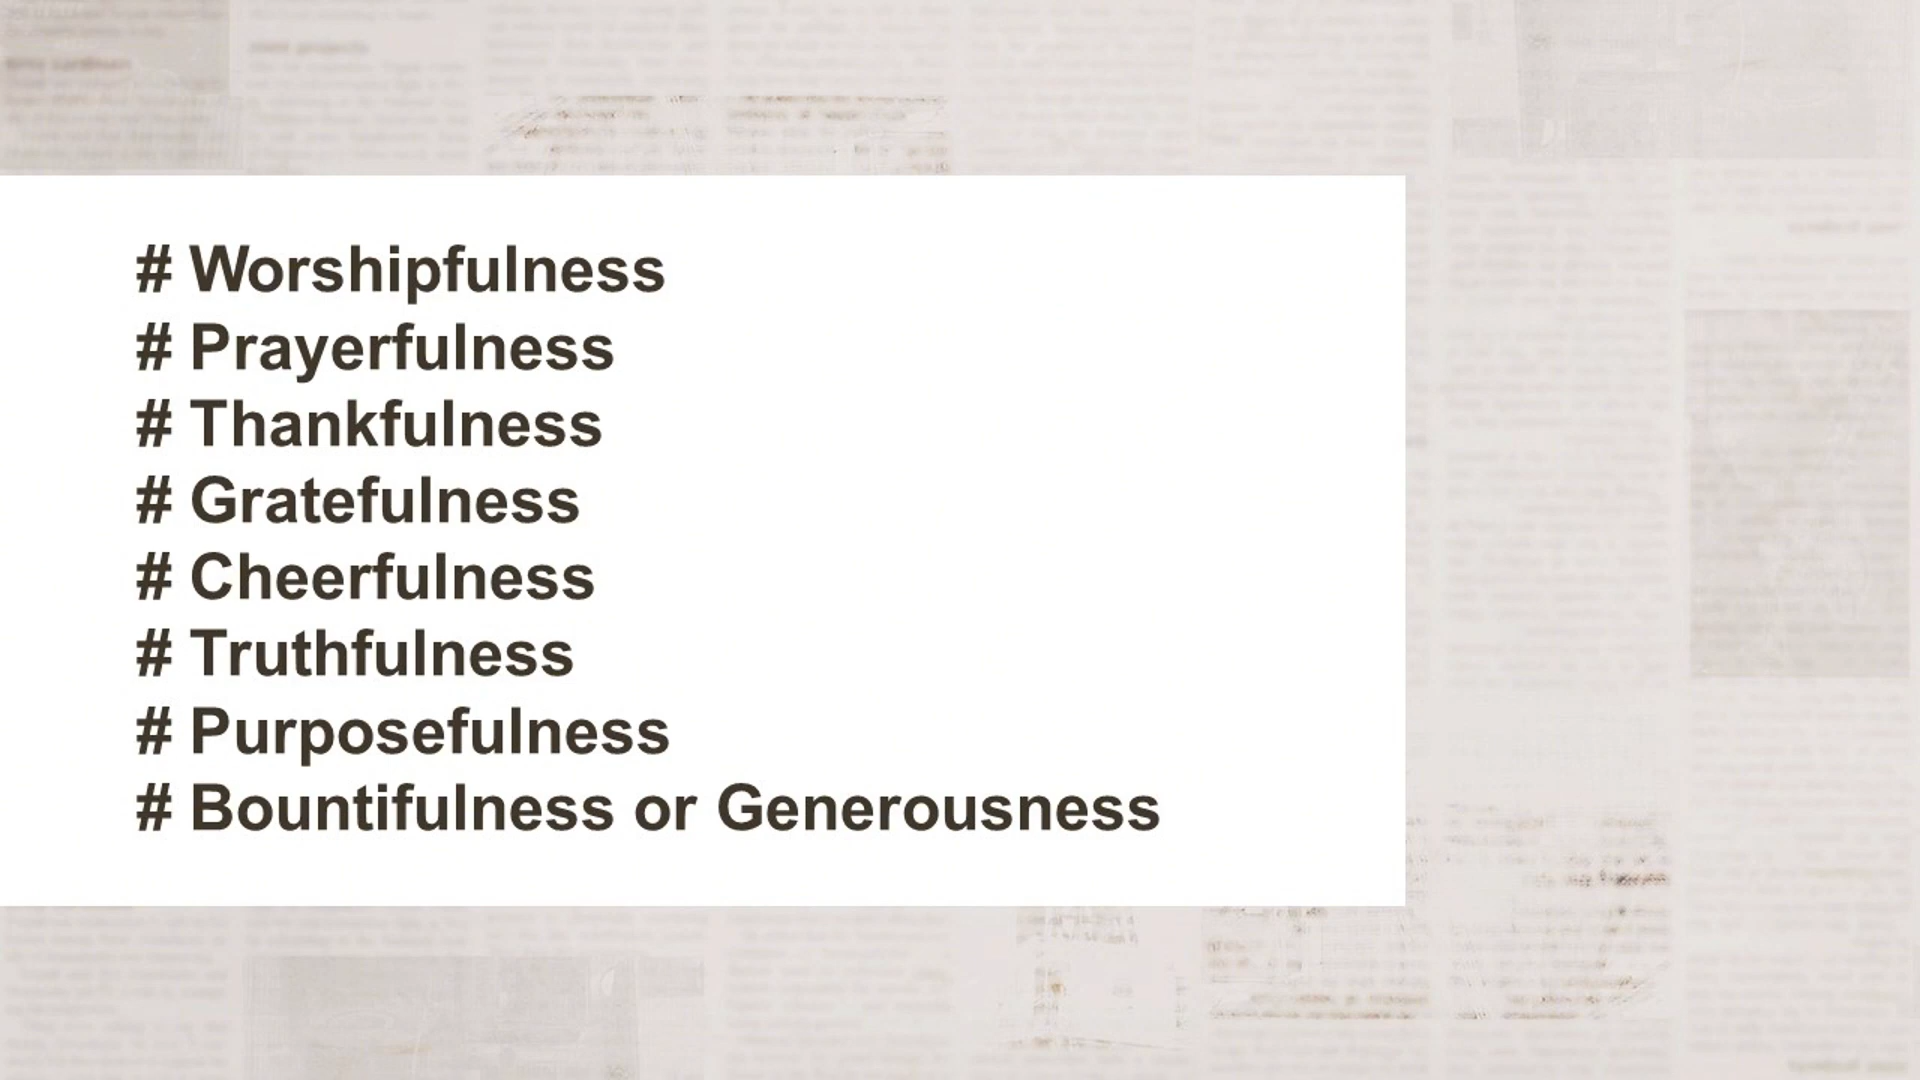 # Worshipfulness
# Prayerfulness
# Thankfulness
# Gratefulness
# Cheerfulness
# Truthfulness
# Purposefulness
# Bountifulness or Generousness